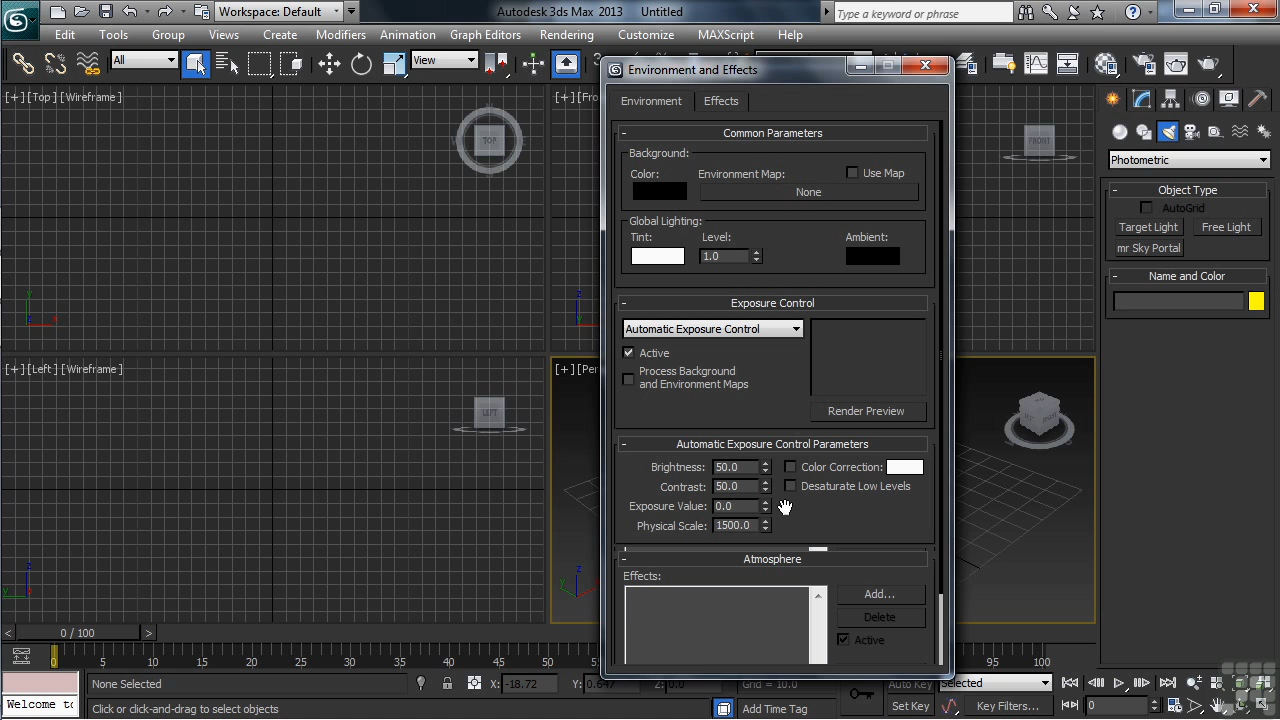 Workspace: Default
Autodesk 3ds Max 2013 Untitled
Type a keyword or phrase
Edit Tools Group Views Create Modifiers Animation Graph Editors Rendering Customize MAXScript Help
All
View
Environment and Effects
[+][Top][Wireframe]
TOP
FRONT
Environment Effects
Common Parameters
Background:
Color: Environment Map: Use Map
None
Global Lighting:
Tint: Level: Ambient:
1.0
Photometric
Object Type
AutoGrid
Target Light Free Light
mr Sky Portal
Name and Color
Exposure Control
Automatic Exposure Control
Active
Process Background
and Environment Maps
Render Preview
[+][Left][Wireframe]
LEFT
Automatic Exposure Control Parameters
Brightness: 50.0 Color Correction:
Contrast: 50.0 Desaturate Low Levels
Exposure Value: 0.0
Physical Scale: 1500.0
Atmosphere
Effects:
Add...
Delete
Active
< 0 / 100 >
0 5 10 15 20 25 30 35 40 45 50 95 100
None Selected X: -18.72 Grid = 10.0 Auto Key Selected
Welcome to
Click or click-and-drag to select objects Add Time Tag Set Key Key Filters... 0